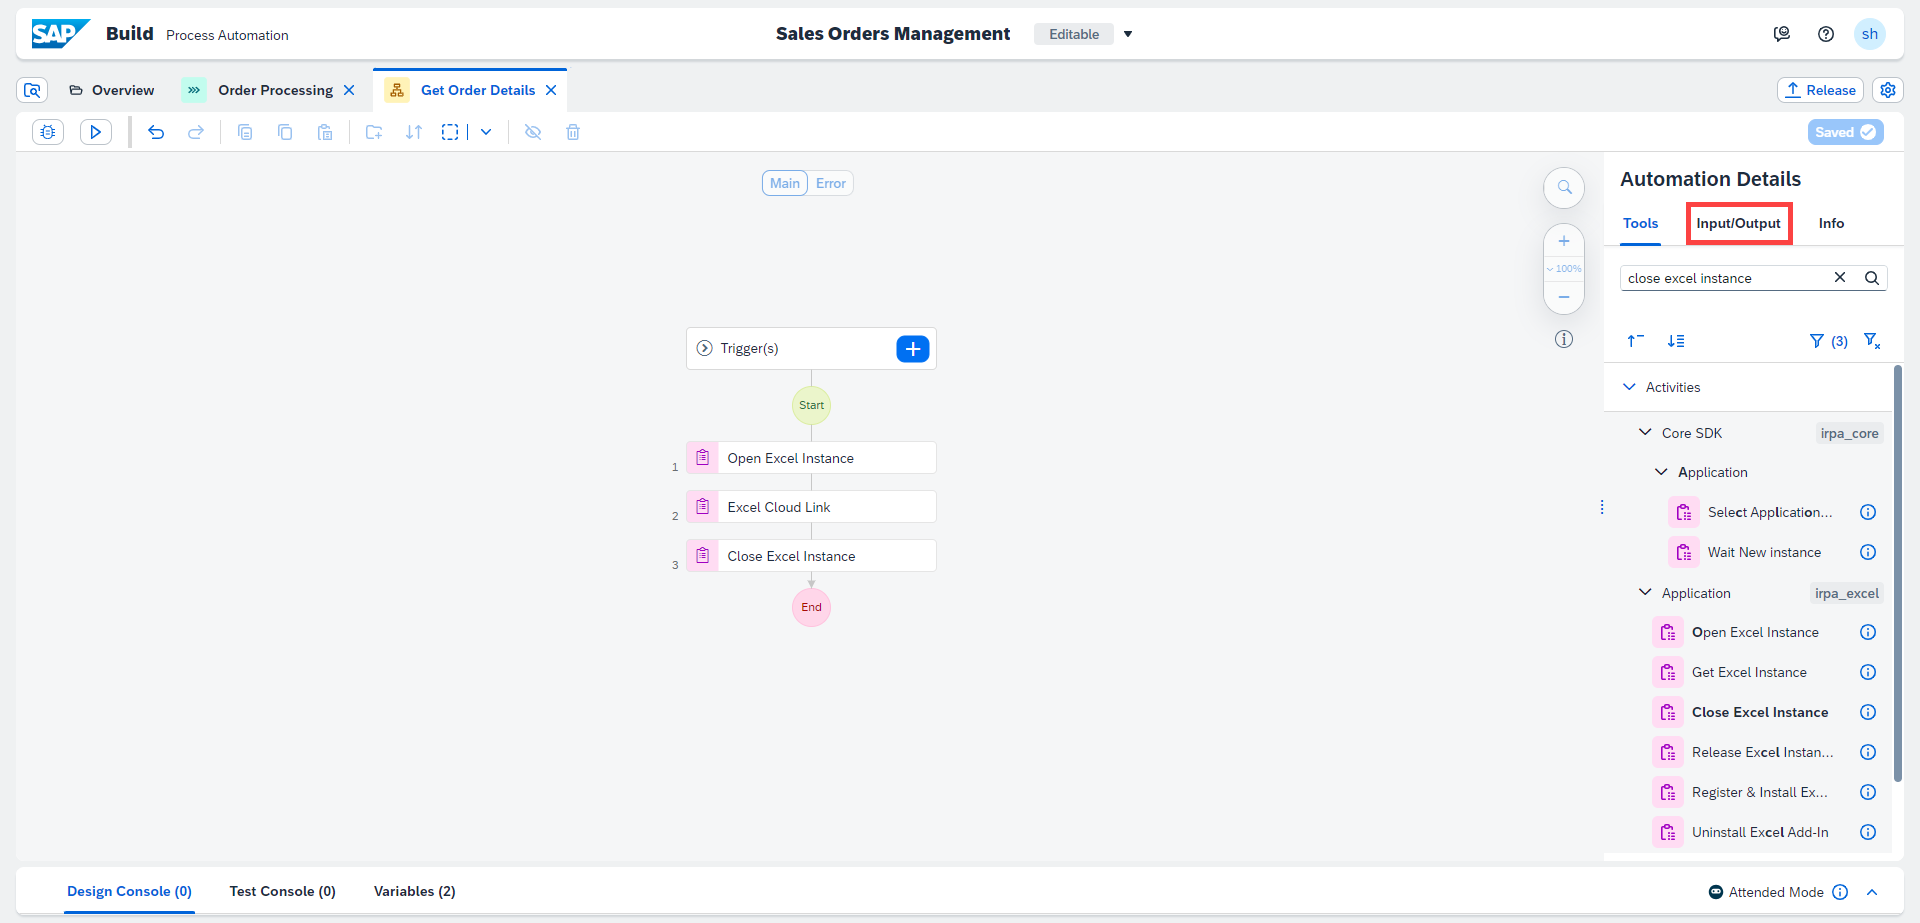 SAP Build Process Automation
Sales Orders Management Editable
sh
Overview
Order Processing
Get Order Details
Release
Saved
Main Error
100%
Trigger(s)
Start
1 Open Excel Instance
2 Excel Cloud Link
3 Close Excel Instance
End
Automation Details
Tools Input/Output Info
close excel instance
(3)
Activities
Core SDK irpa_core
Application
Select Application...
Wait New instance
Application irpa_excel
Open Excel Instance
Get Excel Instance
Close Excel Instance
Release Excel Instan...
Register & Install Ex...
Uninstall Excel Add-In
Design Console (0) Test Console (0) Variables (2)
Attended Mode